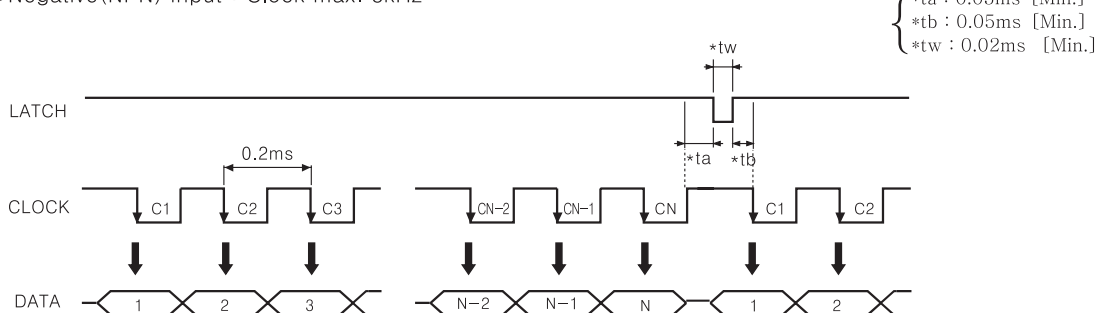 Negative(NPN) input • Clock max. 5kHz
*ta : 0.05ms [Min.]
*tb : 0.05ms [Min.]
*tw : 0.02ms [Min.]
*tw
LATCH
*ta *tb
0.2ms
CLOCK C1 C2 C3 CN-2 CN-1 CN C1 C2
DATA 1 2 3 N-2 N-1 N 1 2